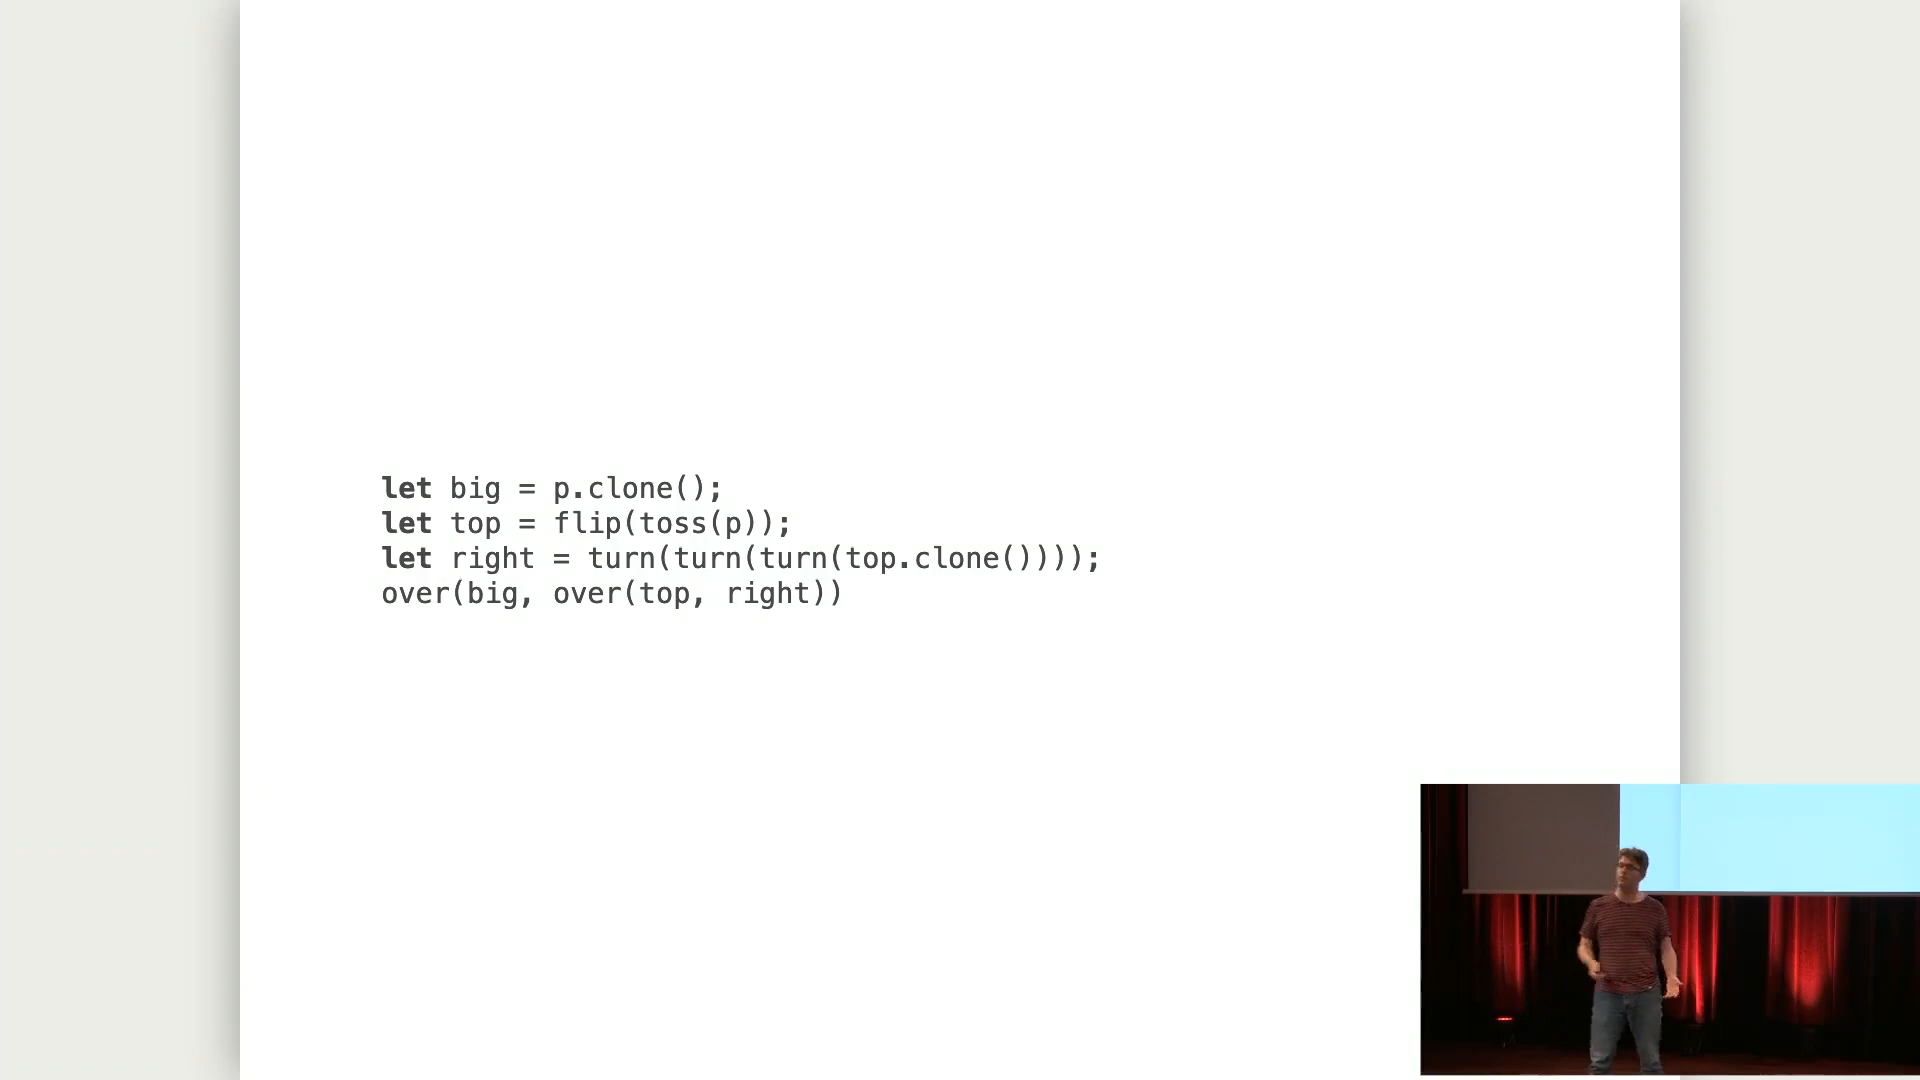 let big = p.clone();
let top = flip(toss(p));
let right = turn(turn(turn(top.clone())));
over(big, over(top, right))